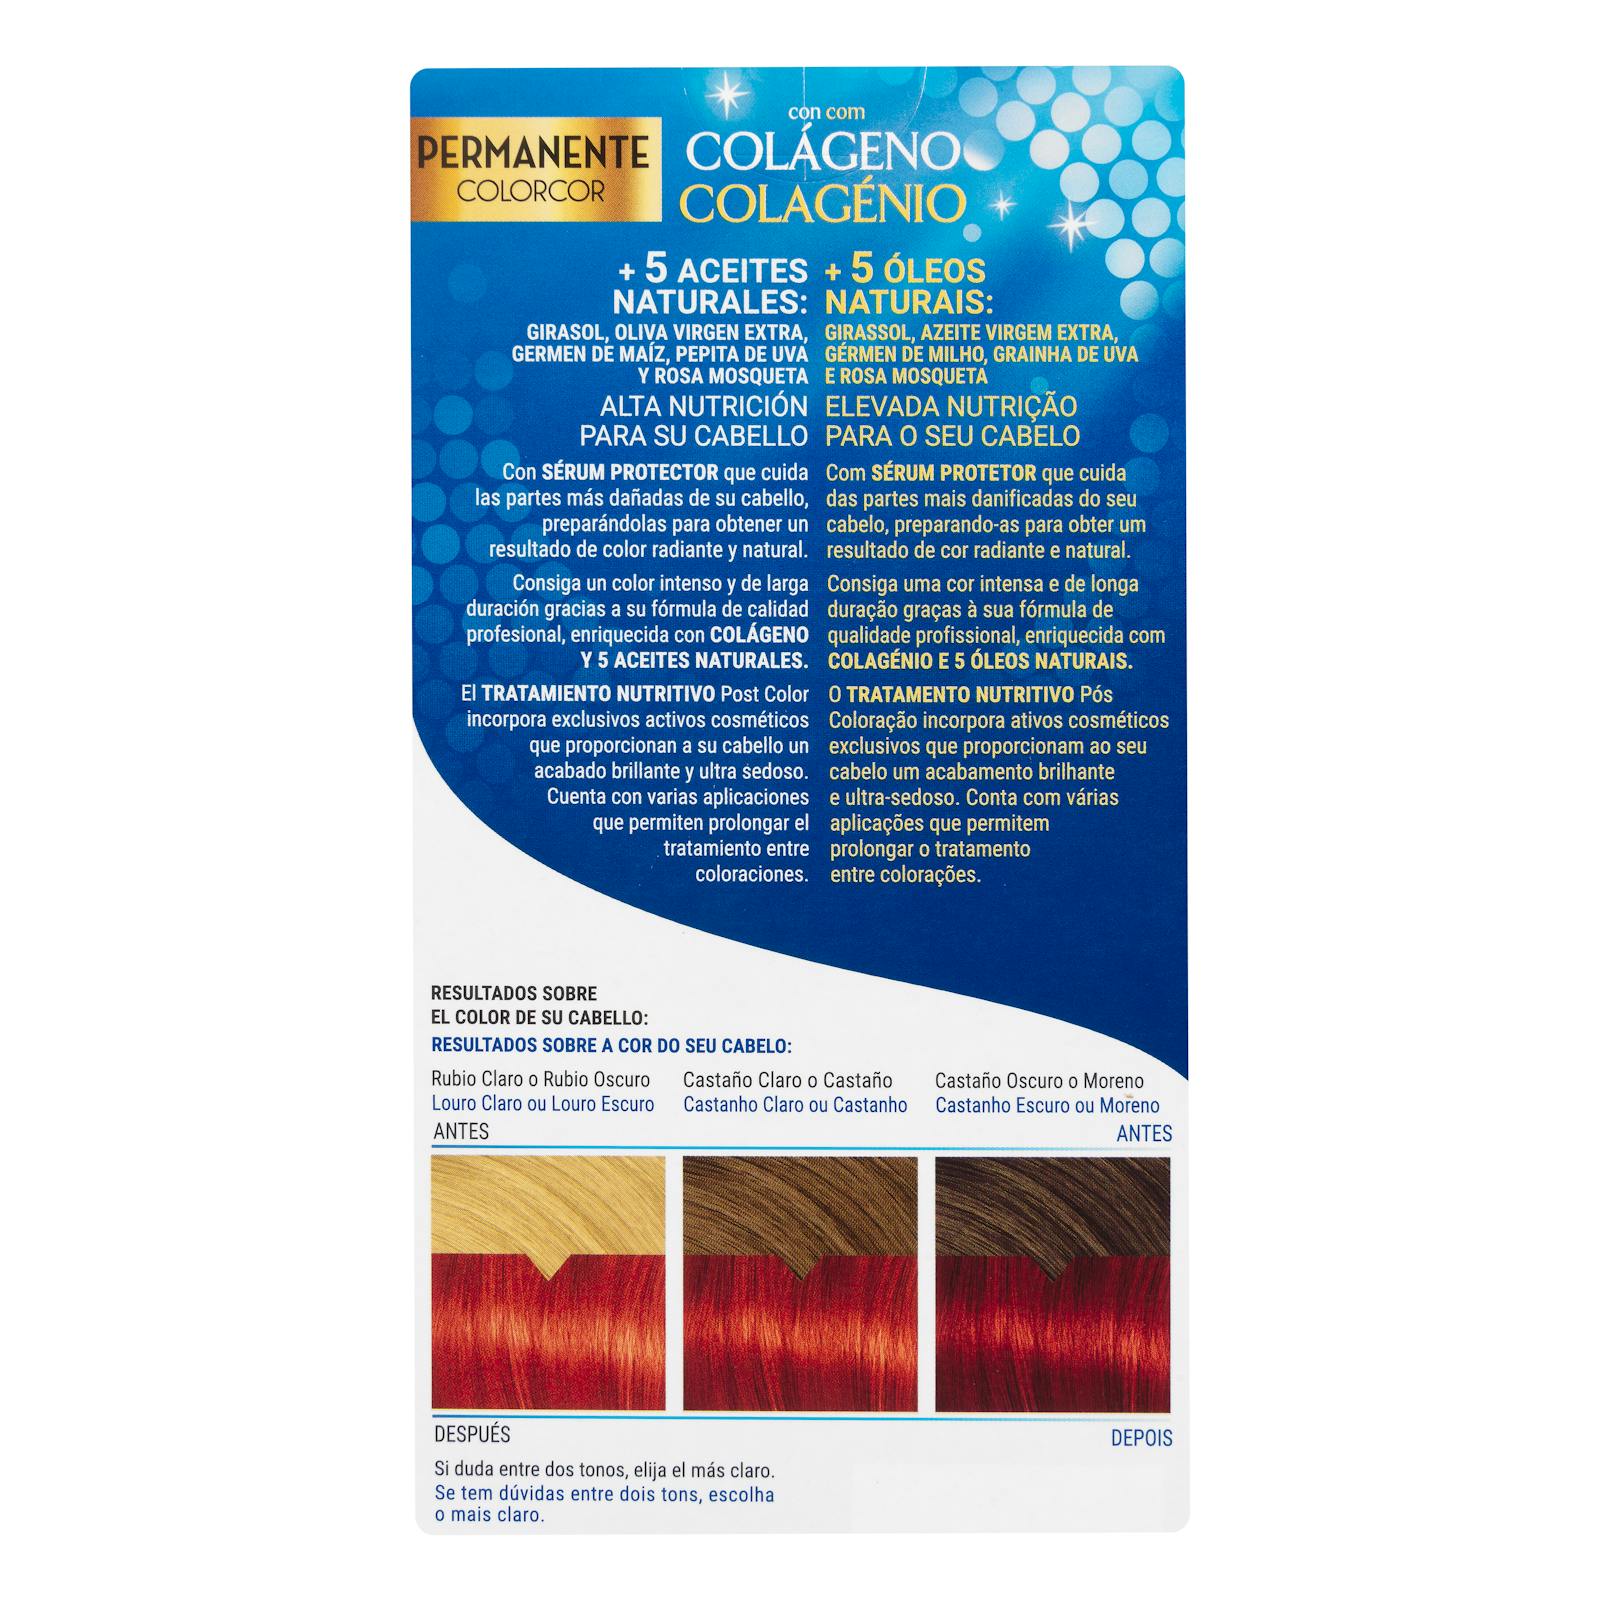 PERMANENTE
COLORCOR
con com
COLÁGENO
COLAGÉNIO
+ 5 ACEITES
NATURALES:
GIRASOL, OLIVA VIRGEN EXTRA,
GERMEN DE MAÍZ, PEPITA DE UVA
Y ROSA MOSQUETA
ALTA NUTRICIÓN
PARA SU CABELLO
Con SÉRUM PROTECTOR que cuida
las partes más dañadas de su cabello,
preparándolas para obtener un
resultado de color radiante y natural.
Consiga un color intenso y de larga
duración gracias a su fórmula de calidad
profesional, enriquecida con COLÁGENO
Y 5 ACEITES NATURALES.
El TRATAMIENTO NUTRITIVO Post Color
incorpora exclusivos activos cosméticos
que proporcionan a su cabello un
acabado brillante y ultra sedoso.
Cuenta con varias aplicaciones
que permiten prolongar el
tratamiento entre
coloraciones.
+ 5 ÓLEOS
NATURAIS:
GIRASSOL, AZEITE VIRGEM EXTRA,
GÉRMEN DE MILHO, GRAINHA DE UVA
E ROSA MOSQUETA
ELEVADA NUTRIÇÃO
PARA O SEU CABELO
Com SÉRUM PROTETOR que cuida
das partes mais danificadas do seu
cabelo, preparando-as para obter um
resultado de cor radiante e natural.
Consiga uma cor intensa e de longa
duração graças à sua fórmula de
qualidade profissional, enriquecida com
COLAGÉNIO E 5 ÓLEOS NATURAIS.
O TRATAMENTO NUTRITIVO Pós
Coloração incorpora ativos cosméticos
exclusivos que proporcionam ao seu
cabelo um acabamento brilhante
e ultra-sedoso. Conta com várias
aplicações que permitem
prolongar o tratamento
entre colorações.
RESULTADOS SOBRE
EL COLOR DE SU CABELLO:
RESULTADOS SOBRE A COR DO SEU CABELO:
Rubio Claro o Rubio Oscuro
Louro Claro ou Louro Escuro
Castaño Claro o Castaño
Castanho Claro ou Castanho
Castaño Oscuro o Moreno
Castanho Escuro ou Moreno
ANTES
ANTES
DESPUÉS
DEPOIS
Si duda entre dos tonos, elija el más claro.
Se tem dúvidas entre dois tons, escolha
o mais claro.